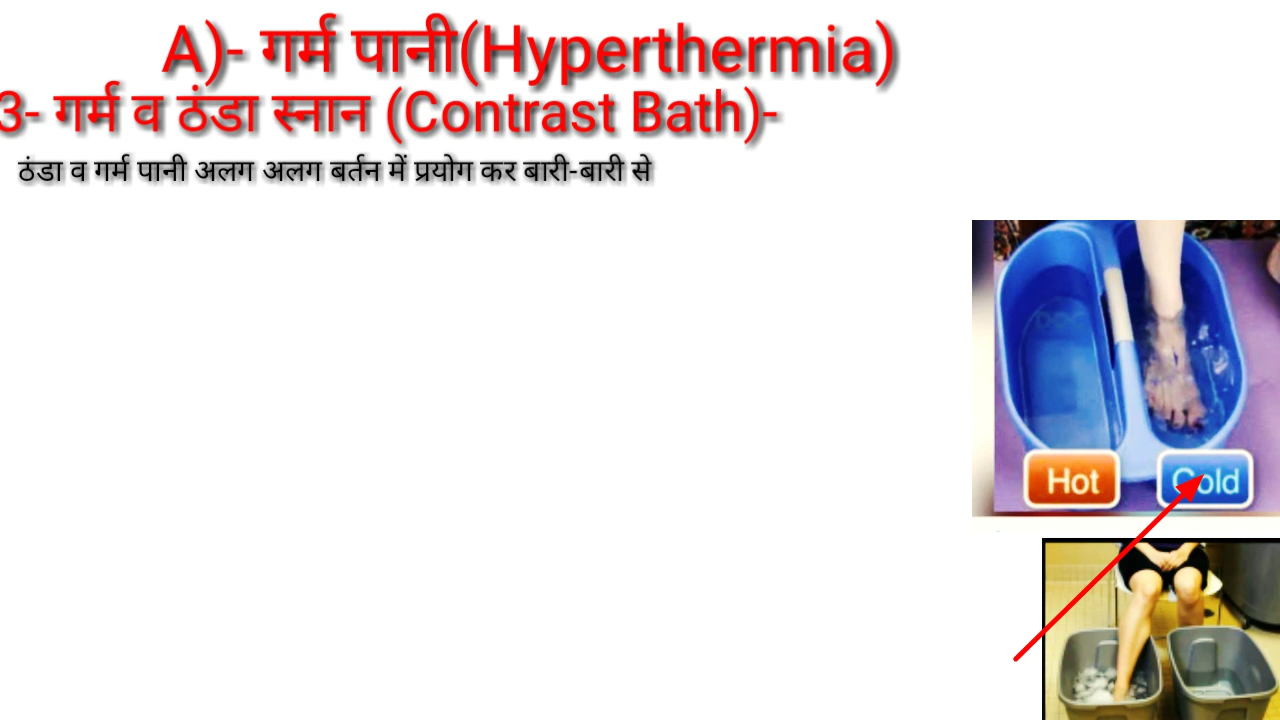 A)- गर्म पानी(Hyperthermia)
3- गर्म व ठंडा स्नान (Contrast Bath)-
ठंडा व गर्म पानी अलग अलग बर्तन में प्रयोग कर बारी-बारी से
Hot
Cold